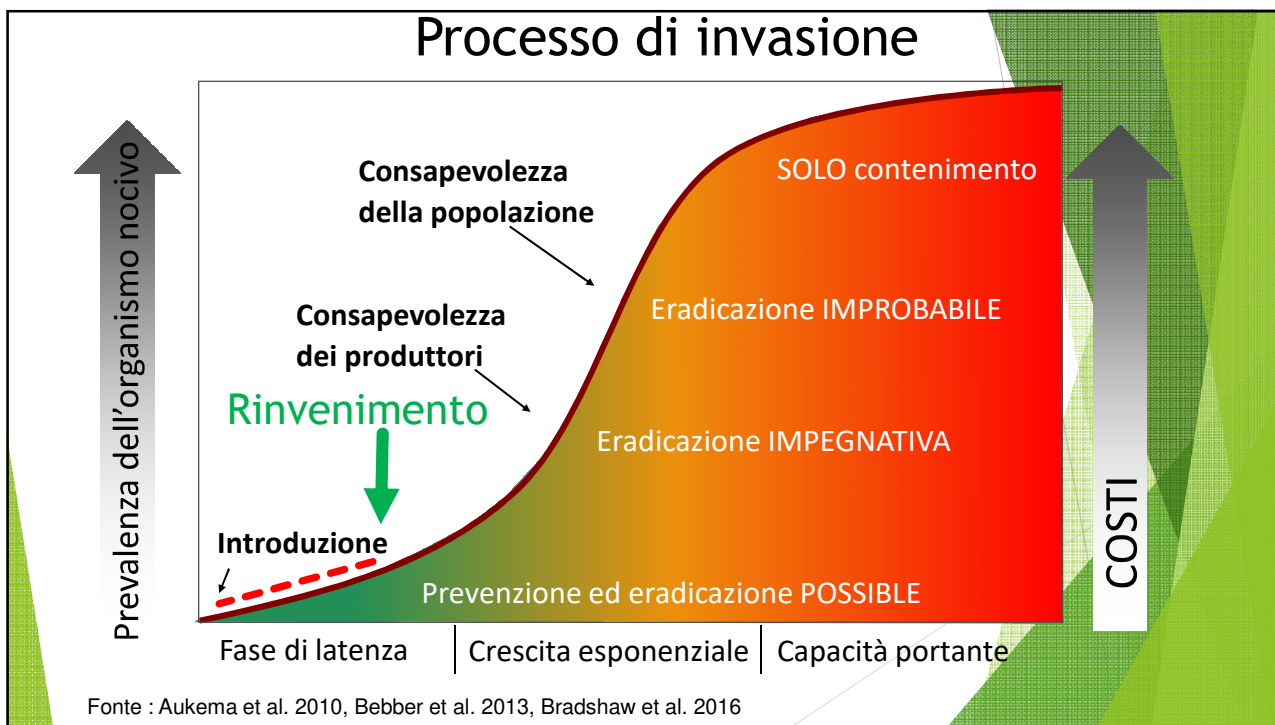 Processo di invasione
Prevalenza dell'organismo nocivo
Consapevolezza
della popolazione
Consapevolezza
dei produttori
Rinvenimento
Introduzione
SOLO contenimento
Eradicazione IMPROBABILE
Eradicazione IMPEGNATIVA
Prevenzione ed eradicazione POSSIBLE
COSTI
Fase di latenza
Crescita esponenziale
Capacità portante
Fonte : Aukema et al. 2010, Bebber et al. 2013, Bradshaw et al. 2016